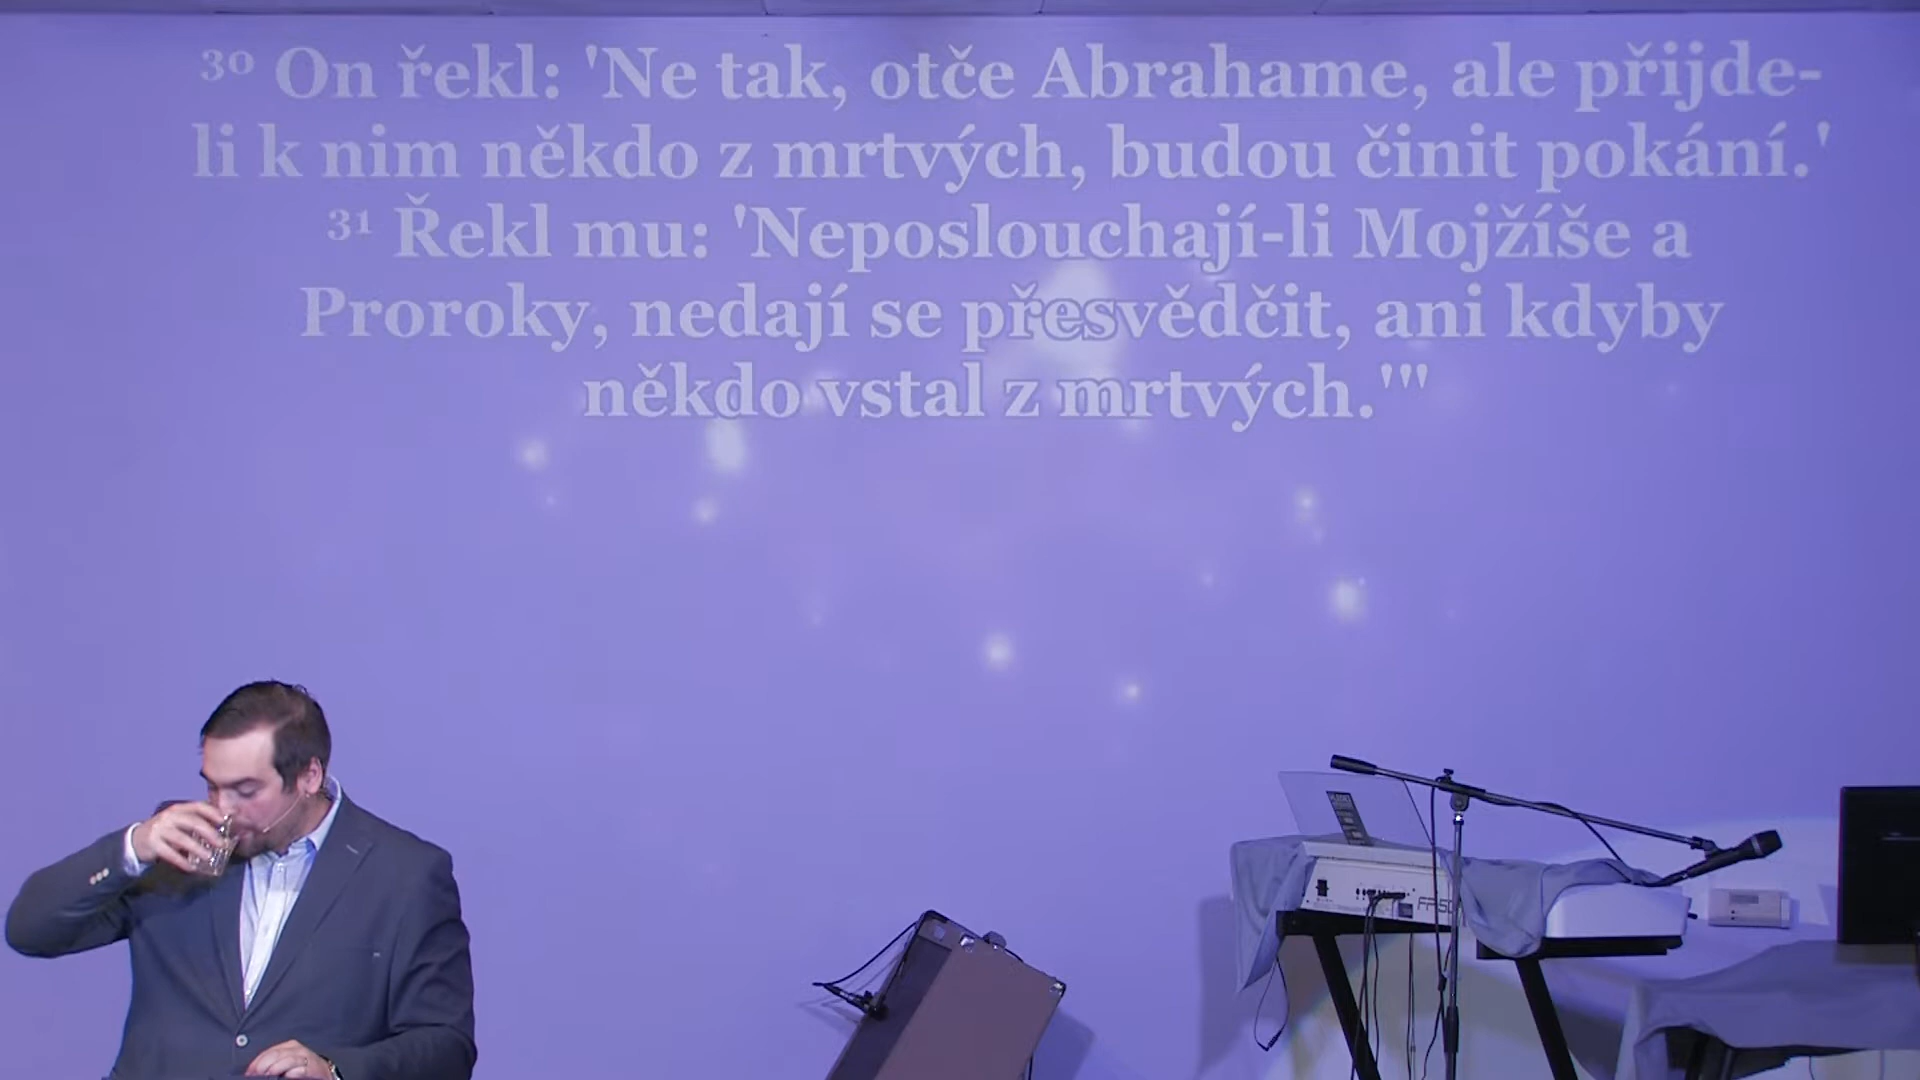 30 On řekl: 'Ne tak, otče Abrahame, ale přijde-
li k nim někdo z mrtvých, budou činit pokání.'
31 Řekl mu: 'Neposlouchají-li Mojžíše a
Proroky, nedají se přesvědčit, ani kdyby
někdo vstal z mrtvých.'"